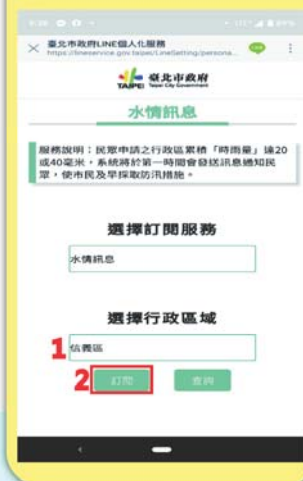 臺北市政府LINE個人化服務
https://lineservice.gov.taipei/LineSetting/persona...
臺北市政府
TAIPEI Taipei City Government
水情訊息
服務說明：民眾申請之行政區累積「時雨量」達20
或40毫米，系統將於第一時間會發送訊息通知民
眾，使市民及早採取防汛措施。
選擇訂閱服務
水情訊息
選擇行政區域
1 信義區
2 訂閱 查詢